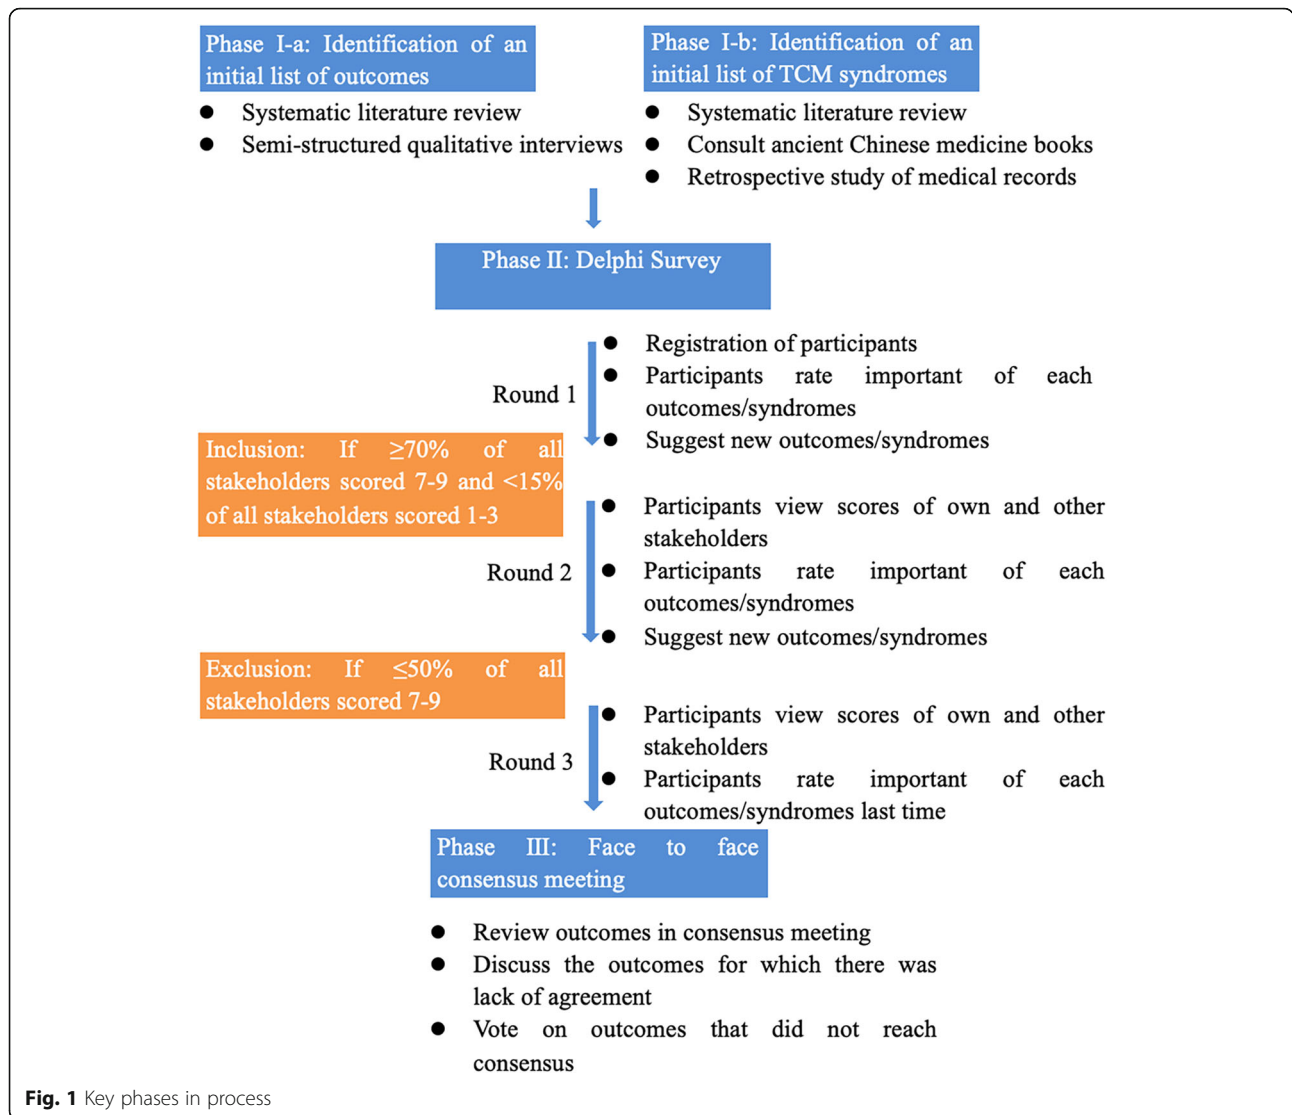 Phase I-a: Identification of an
initial list of outcomes
● Systematic literature review
● Semi-structured qualitative interviews
Phase I-b: Identification of an
initial list of TCM syndromes
● Systematic literature review
● Consult ancient Chinese medicine books
● Retrospective study of medical records
Phase II: Delphi Survey
Round 1
● Registration of participants
● Participants rate important of each
outcomes/syndromes
● Suggest new outcomes/syndromes
Inclusion: If ≥70% of all
stakeholders scored 7-9 and <15%
of all stakeholders scored 1-3
Round 2
● Participants view scores of own and other
stakeholders
● Participants rate important of each
outcomes/syndromes
● Suggest new outcomes/syndromes
Exclusion: If ≤50% of all
stakeholders scored 7-9
Round 3
● Participants view scores of own and other
stakeholders
● Participants rate important of each
outcomes/syndromes last time
Phase III: Face to face
consensus meeting
● Review outcomes in consensus meeting
● Discuss the outcomes for which there was
lack of agreement
● Vote on outcomes that did not reach
consensus
Fig. 1 Key phases in process